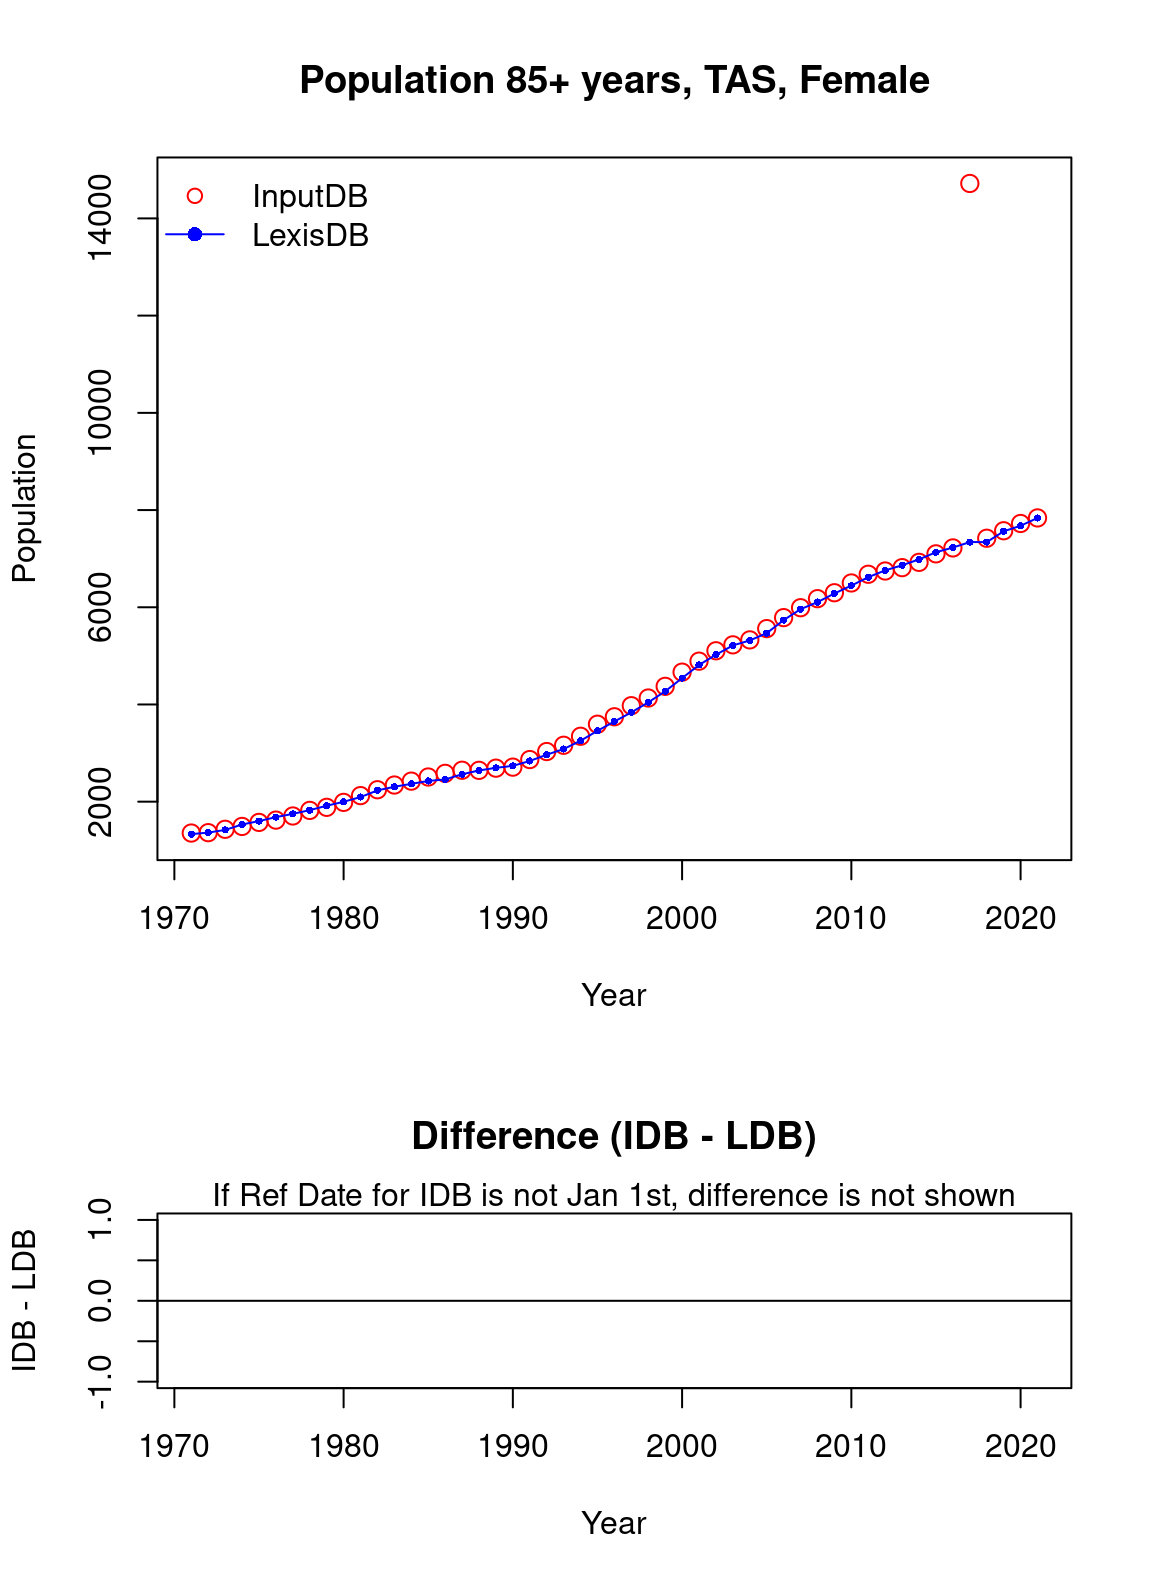 Population 85+ years, TAS, Female
InputDB
LexisDB
14000
10000
6000
2000
Population
1970 1980 1990 2000 2010 2020
Year
Difference (IDB - LDB)
If Ref Date for IDB is not Jan 1st, difference is not shown
1.0
0.0
-1.0
IDB - LDB
1970 1980 1990 2000 2010 2020
Year